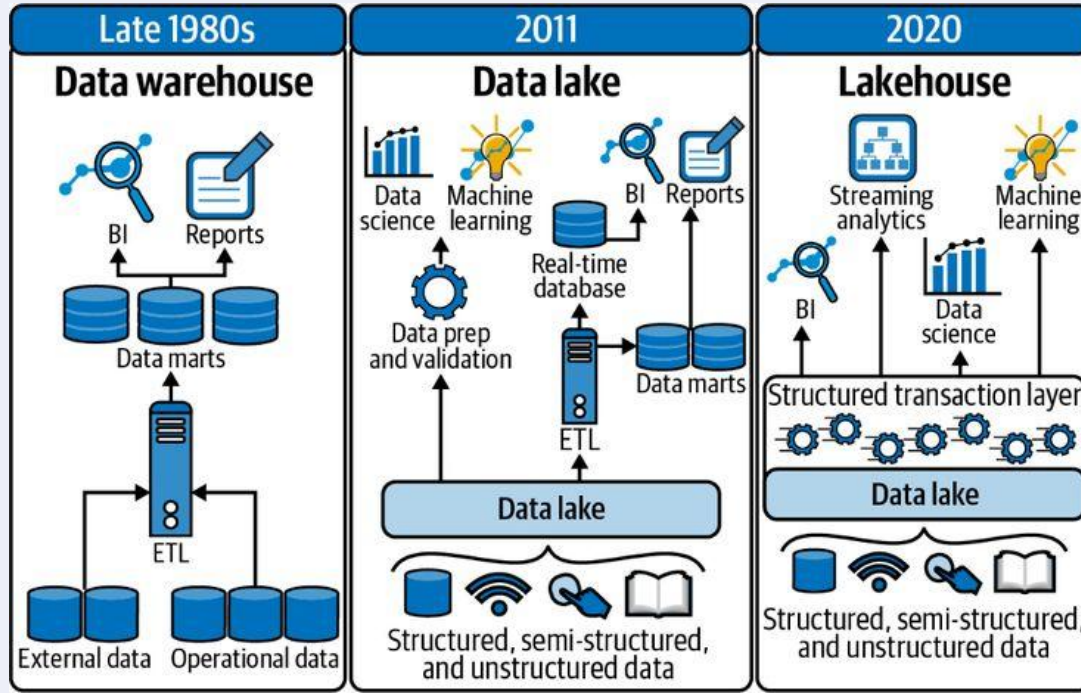 Late 1980s
Data warehouse
BI
Reports
Data marts
ETL
External data
Operational data
2011
Data lake
Data
science
Machine
learning
BI
Reports
Real-time
database
Data prep
and validation
Data marts
ETL
Data lake
Structured, semi-structured,
and unstructured data
2020
Lakehouse
Streaming
analytics
Machine
learning
BI
Data
science
Structured transaction layer
Data lake
Structured, semi-structured,
and unstructured data